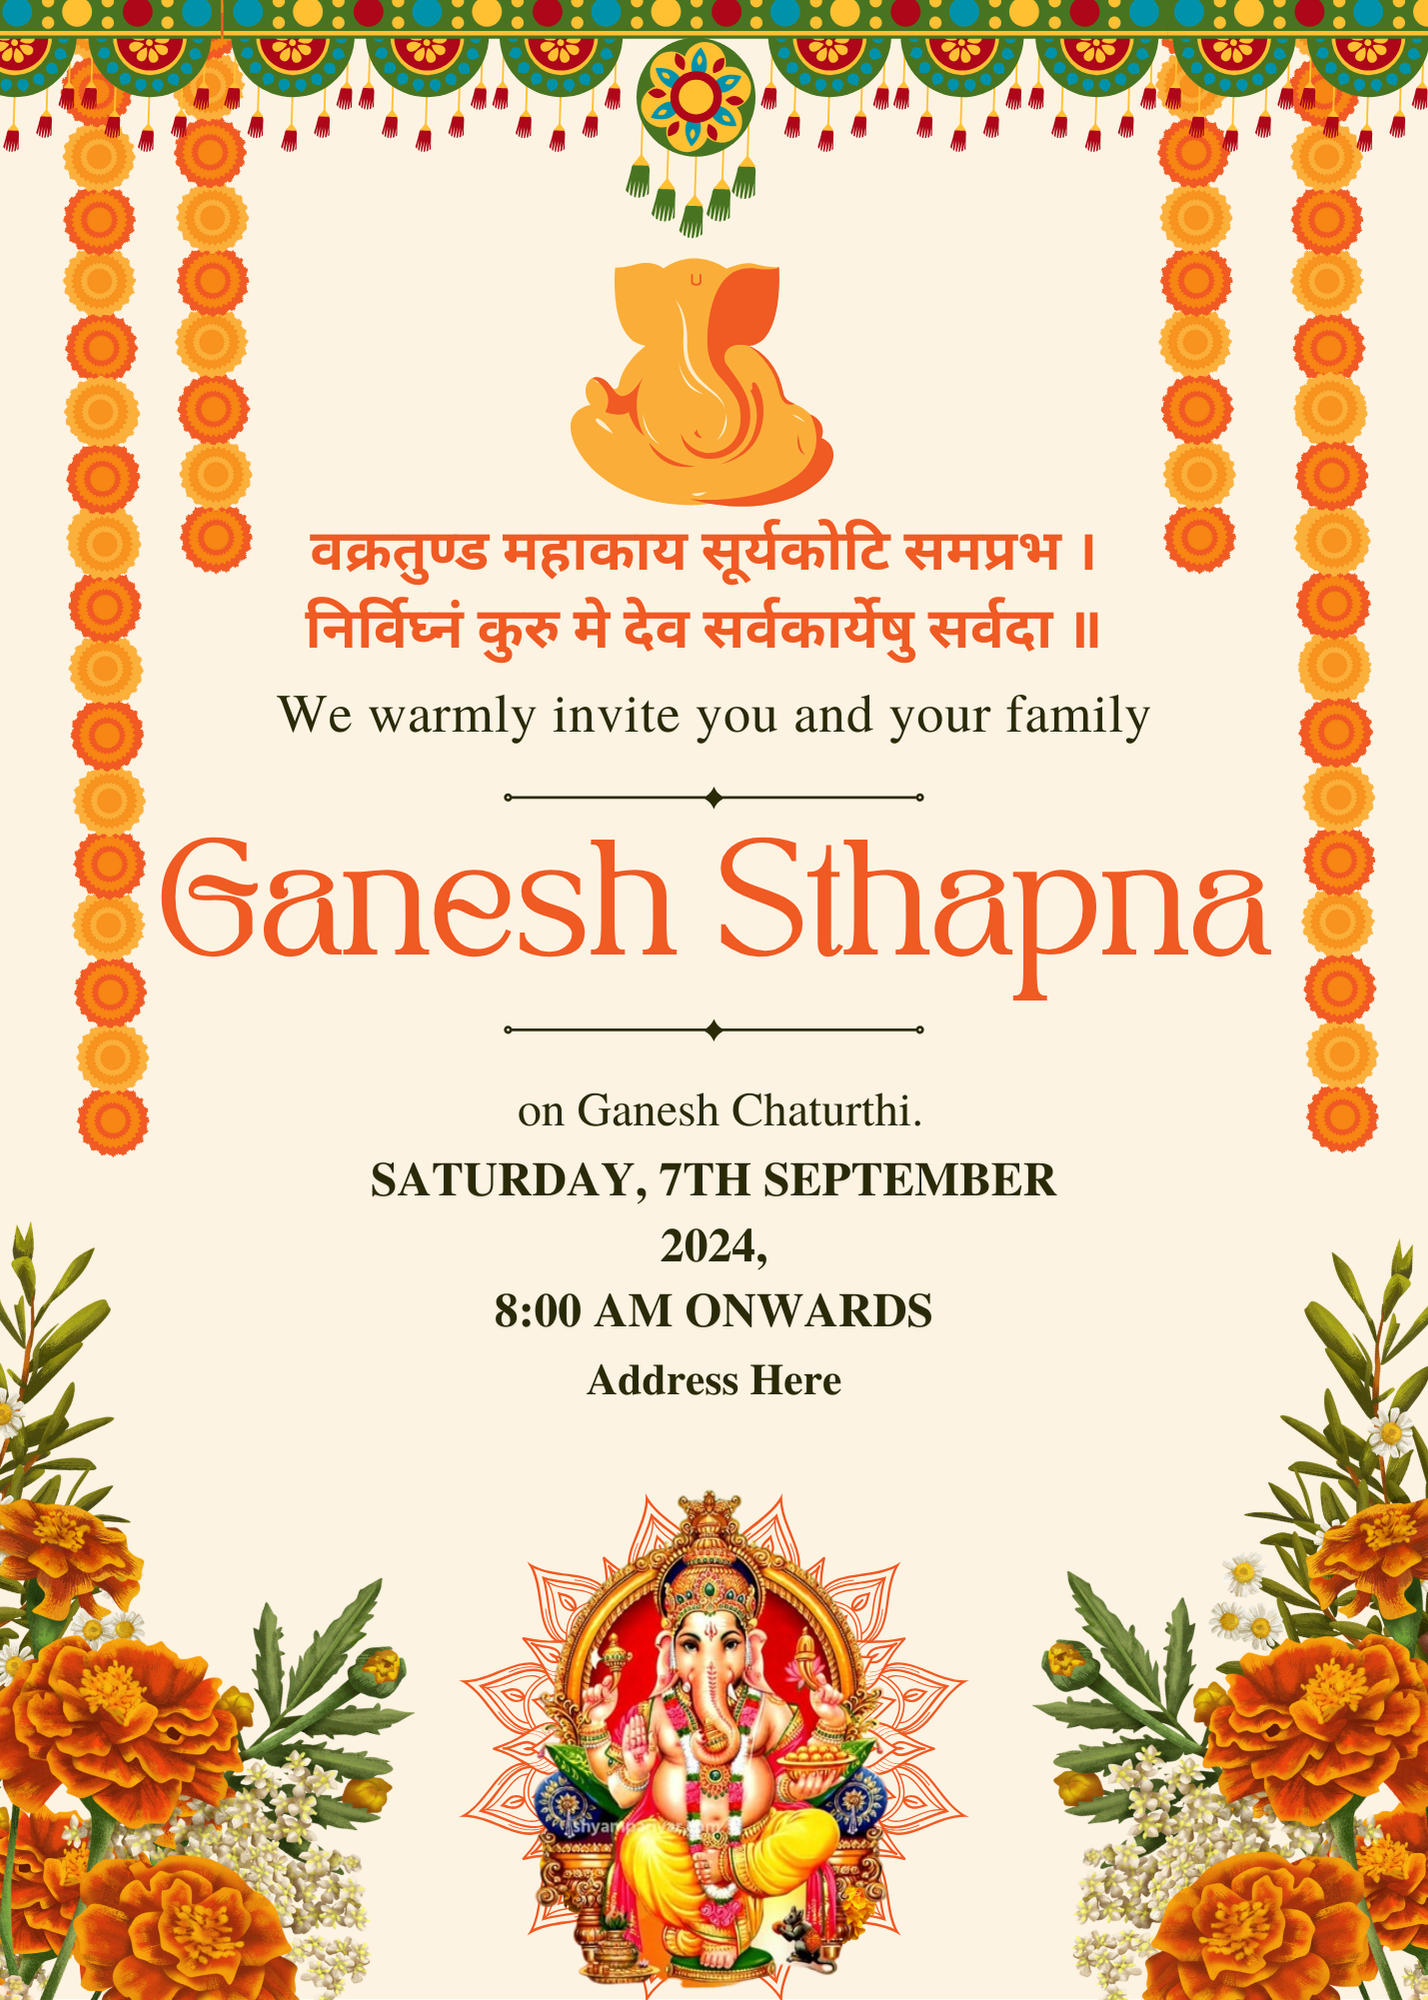 वक्रतुण्ड महाकाय सूर्यकोटि समप्रभ ।
निर्विघ्नं कुरु मे देव सर्वकार्येषु सर्वदा ॥
We warmly invite you and your family
Ganesh Sthapna
on Ganesh Chaturthi.
SATURDAY, 7TH SEPTEMBER
2024,
8:00 AM ONWARDS
Address Here